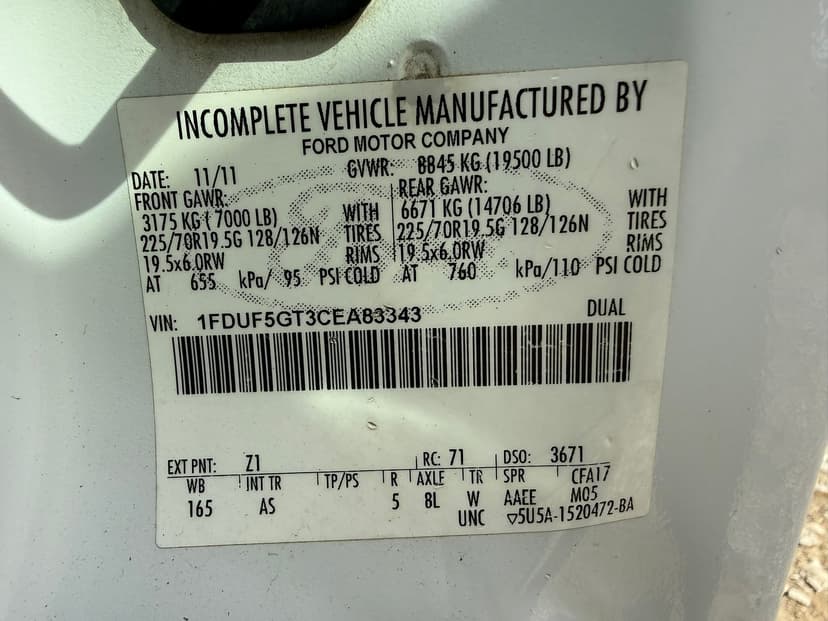 INCOMPLETE VEHICLE MANUFACTURED BY
FORD MOTOR COMPANY
DATE: 11/11 GVWR: 8845 KG (19500 LB)
FRONT GAWR: REAR GAWR:
3175 KG ( 7000 LB) WITH 6671 KG (14706 LB) WITH
225/70R19.5G 128/126N TIRES 225/70R19.5G 128/126N TIRES
19.5x6.0RW RIMS 19.5x6.0RW RIMS
AT 655 kPa/ 95 PSI COLD AT 760 kPa/110 PSI COLD
VIN: 1FDUF5GT3CEA83343 DUAL
EXT PNT: Z1 RC: 71 DSO: 3671
WB INT TR TP/PS R AXLE TR SPR CFA17
165 AS 5 8L W AAEE M05
UNC ▽5U5A-1520472-BA